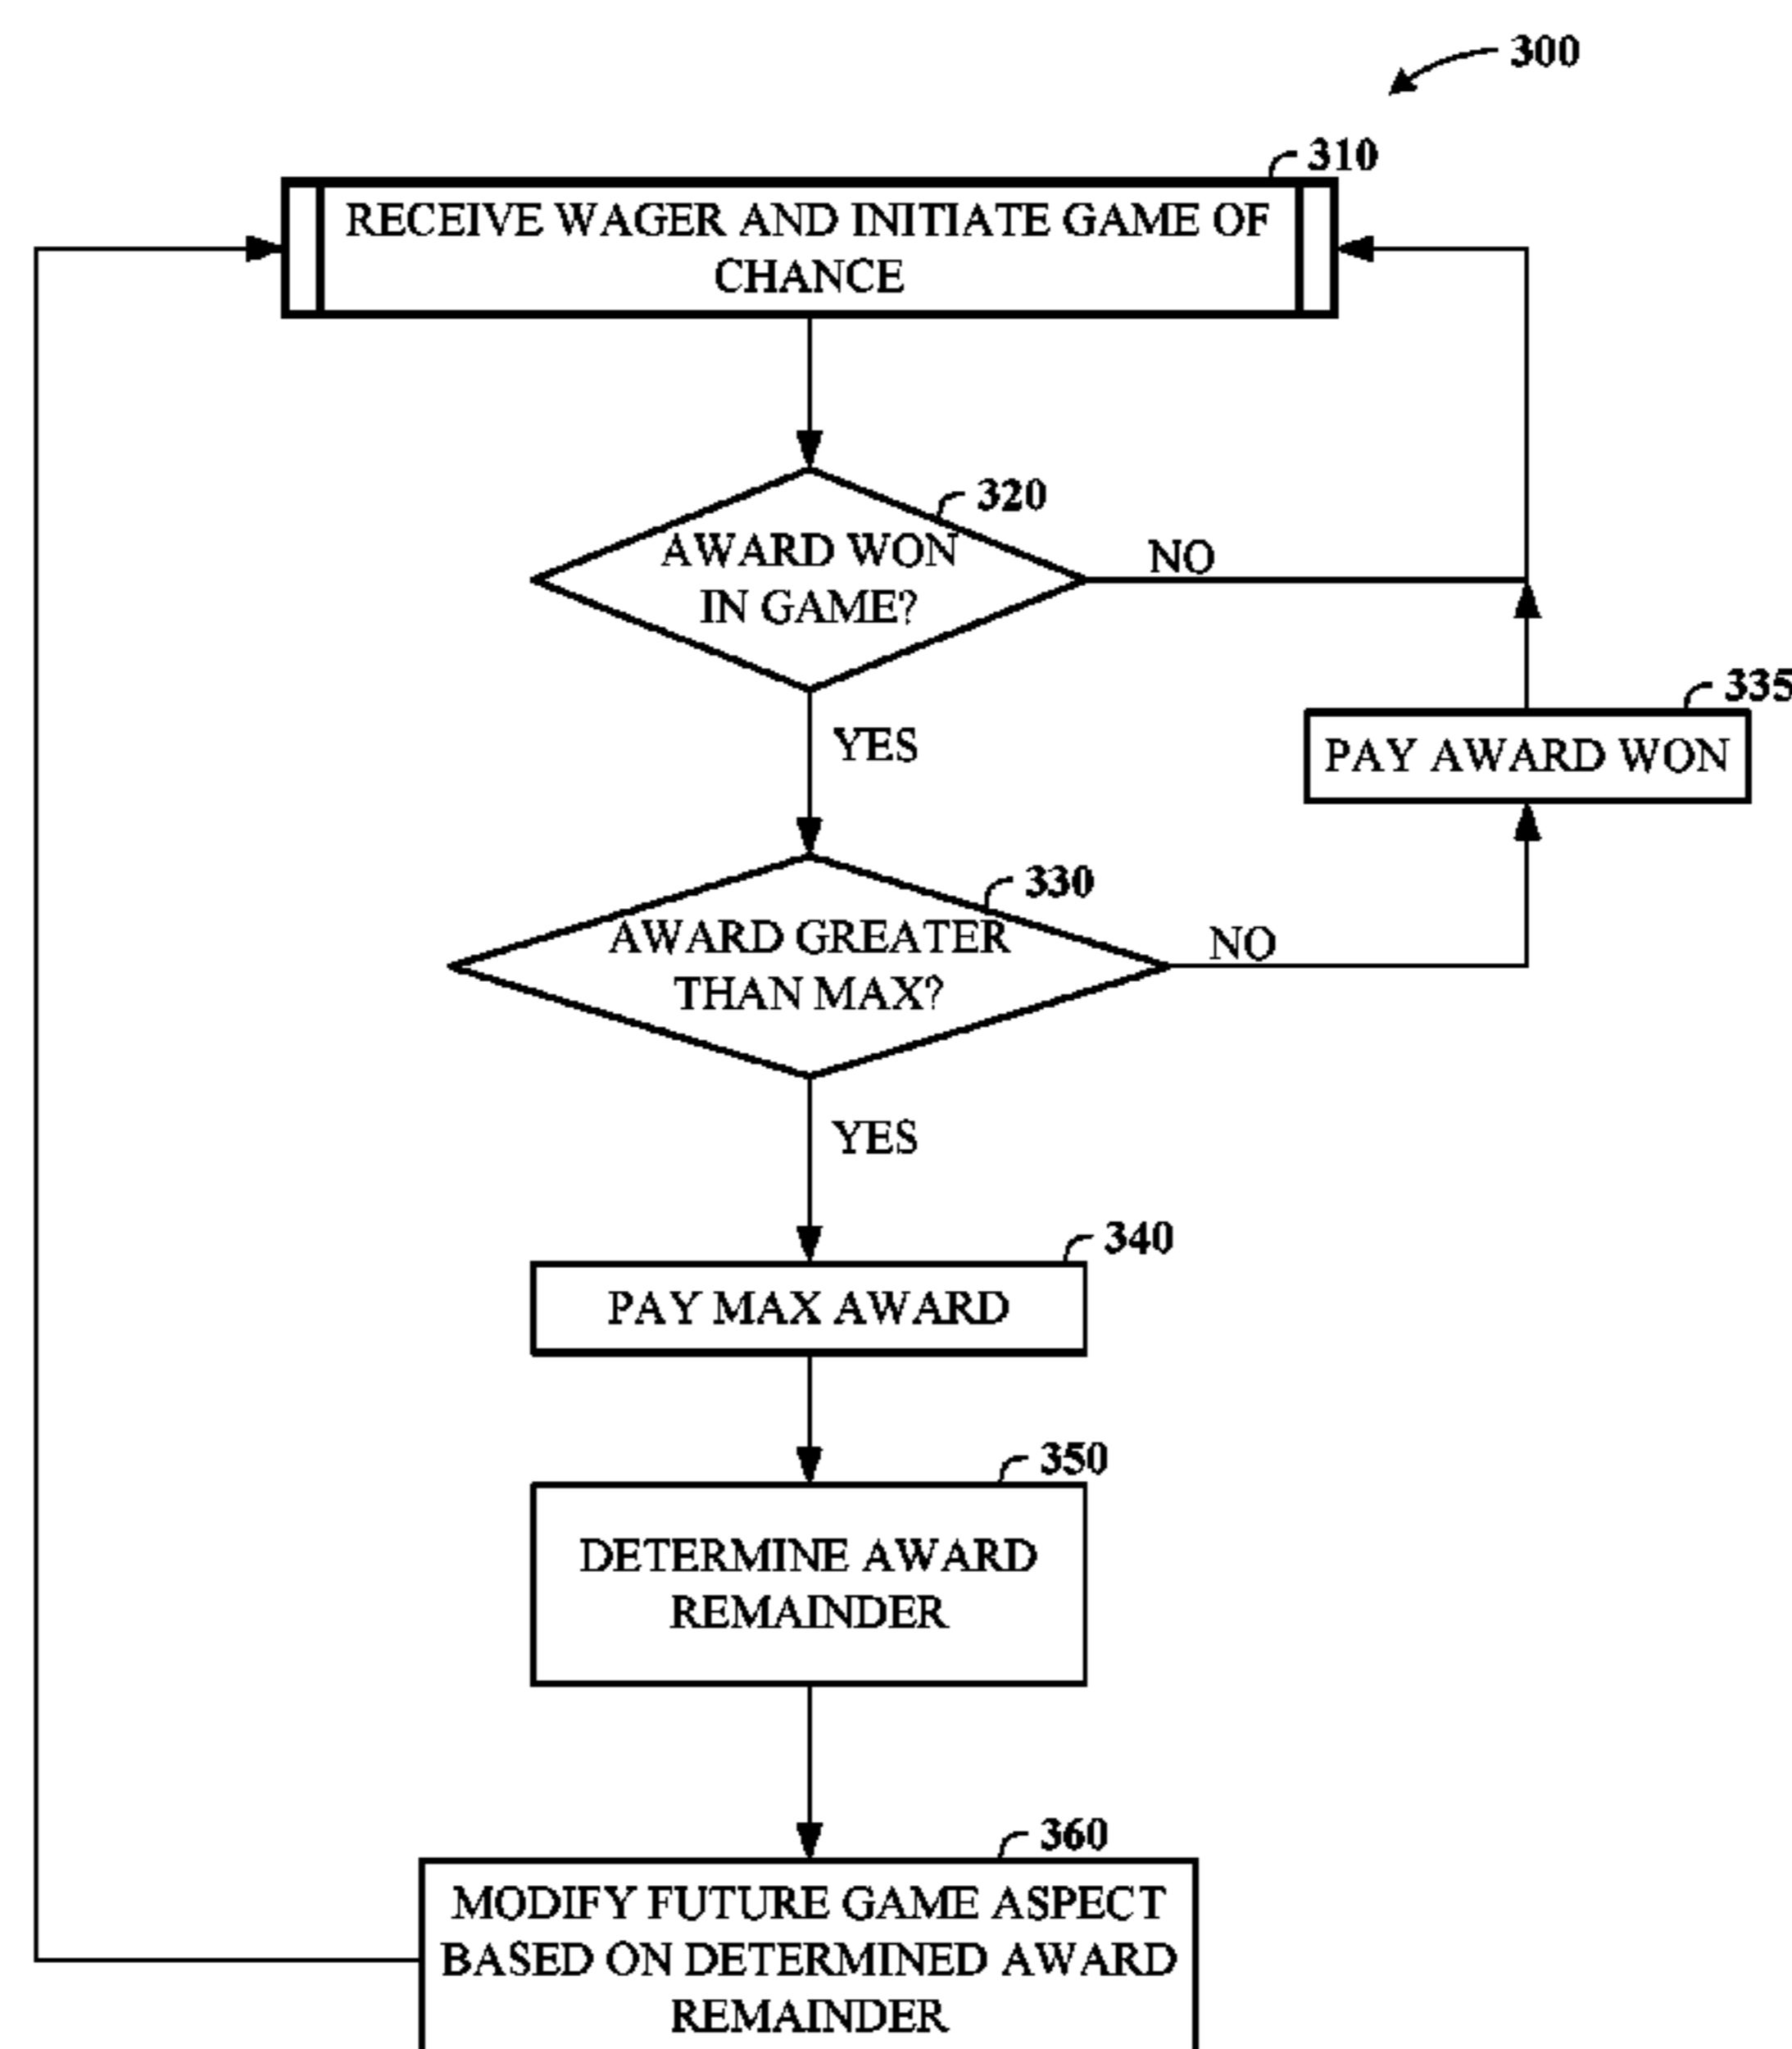 300
310
RECEIVE WAGER AND INITIATE GAME OF
CHANCE
320
AWARD WON
IN GAME?
NO
YES
335
PAY AWARD WON
330
AWARD GREATER
THAN MAX?
NO
YES
340
PAY MAX AWARD
350
DETERMINE AWARD
REMAINDER
360
MODIFY FUTURE GAME ASPECT
BASED ON DETERMINED AWARD
REMAINDER